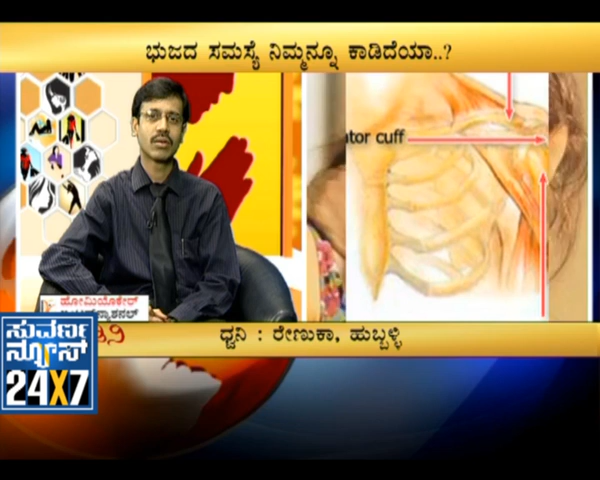 ಭುಜದ ಸಮಸ್ಯೆ ನಿಮ್ಮನ್ನೂ ಕಾಡಿದೆಯಾ..?
ator cuff
ಹೋಮಿಯೊಕೇರ್
ಧ್ವನಿ : ರೇಣುಕಾ, ಹುಬ್ಬಳ್ಳಿ
ಸುವರ್ಣ
ನ್ಯೂಸ್
24X7